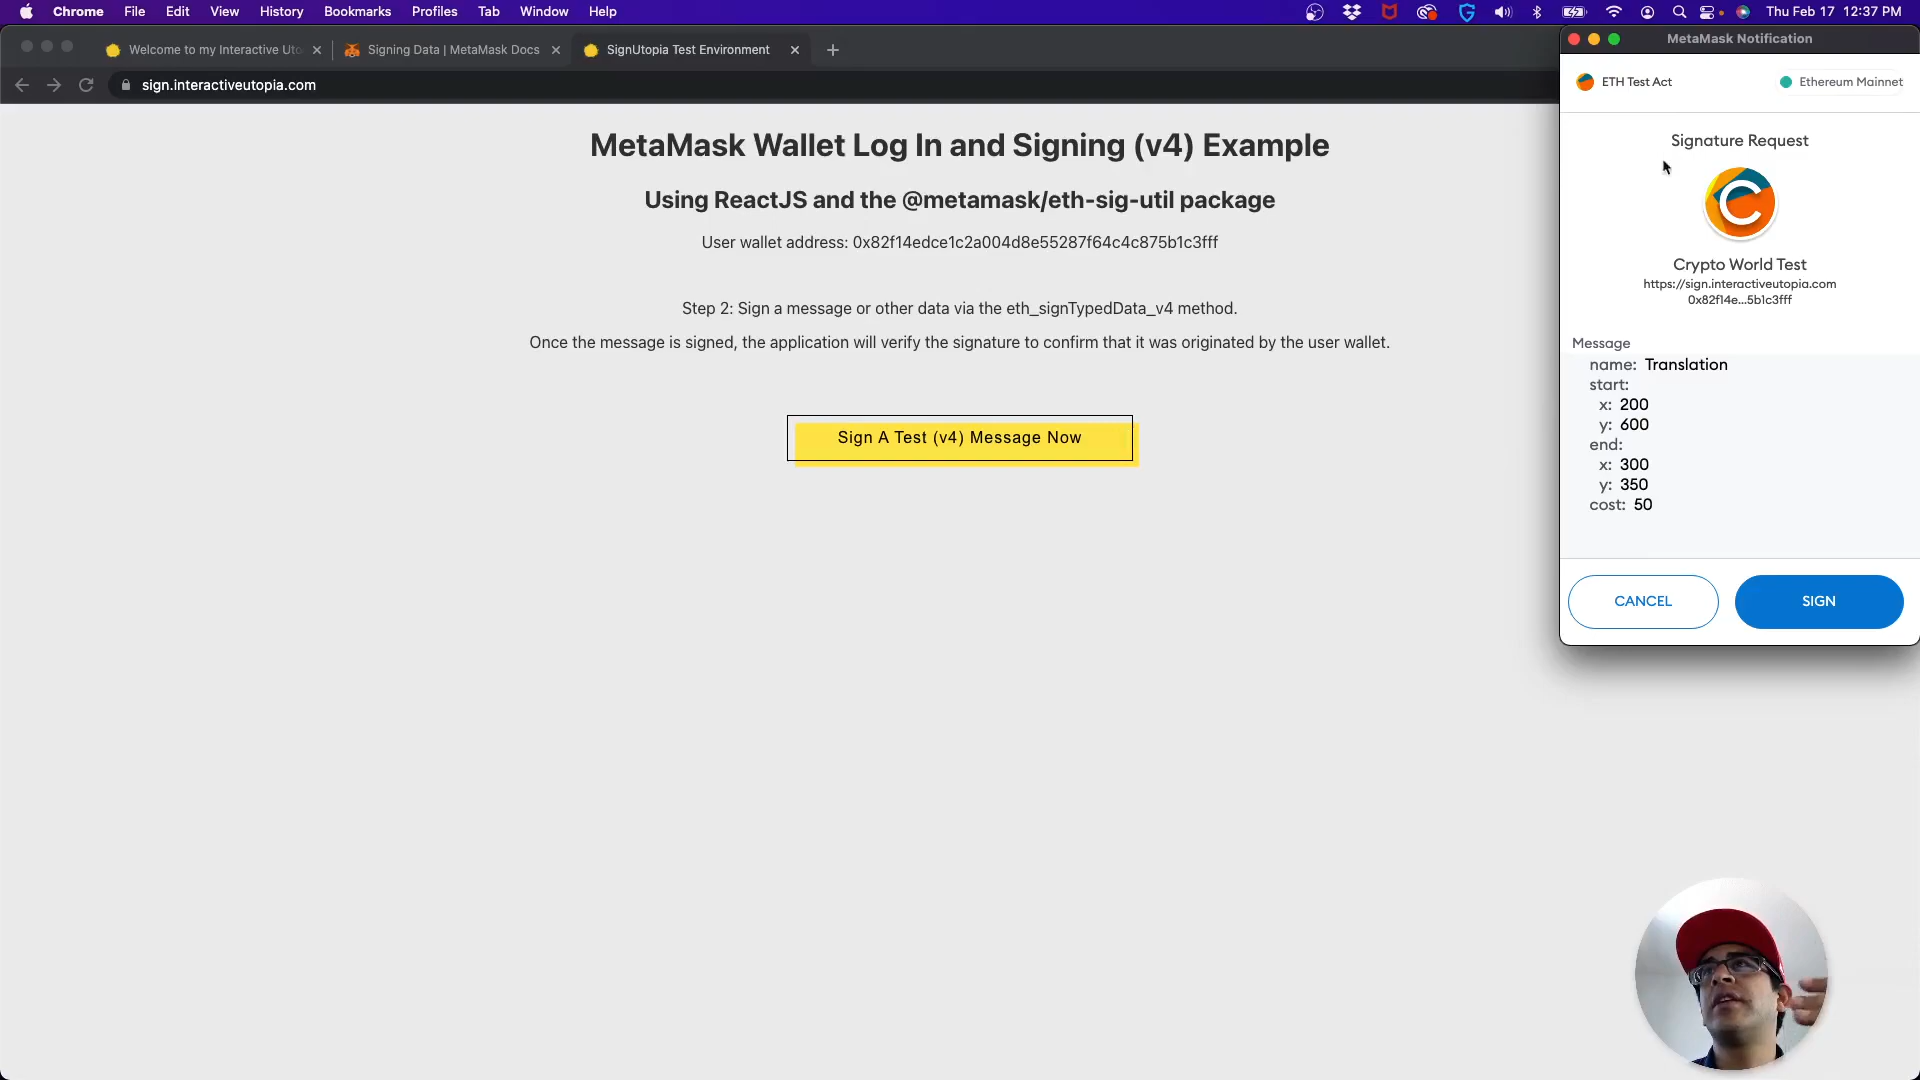 Chrome File Edit View History Bookmarks Profiles Tab Window Help
Thu Feb 17 12:37 PM
Welcome to my Interactive Uto
Signing Data | MetaMask Docs
SignUtopia Test Environment
sign.interactiveutopia.com
MetaMask Wallet Log In and Signing (v4) Example
Using ReactJS and the @metamask/eth-sig-util package
User wallet address: 0x82f14edce1c2a004d8e55287f64c4c875b1c3fff
Step 2: Sign a message or other data via the eth_signTypedData_v4 method.
Once the message is signed, the application will verify the signature to confirm that it was originated by the user wallet.
Sign A Test (v4) Message Now
MetaMask Notification
ETH Test Act
Ethereum Mainnet
Signature Request
C
Crypto World Test
https://sign.interactiveutopia.com
0x82f14e...5b1c3fff
Message
name: Translation
start:
x: 200
y: 600
end:
x: 300
y: 350
cost: 50
CANCEL
SIGN